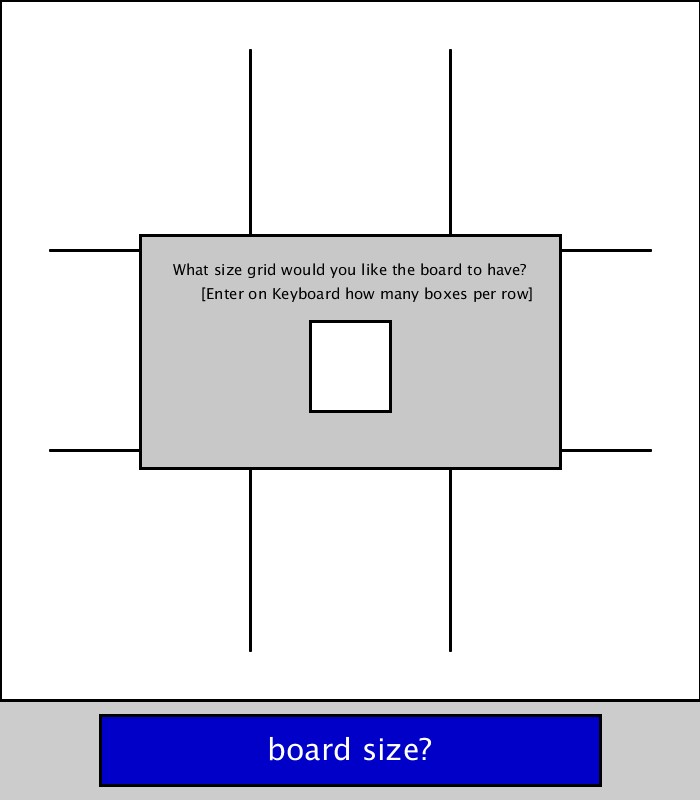 What size grid would you like the board to have?
[Enter on Keyboard how many boxes per row]
board size?